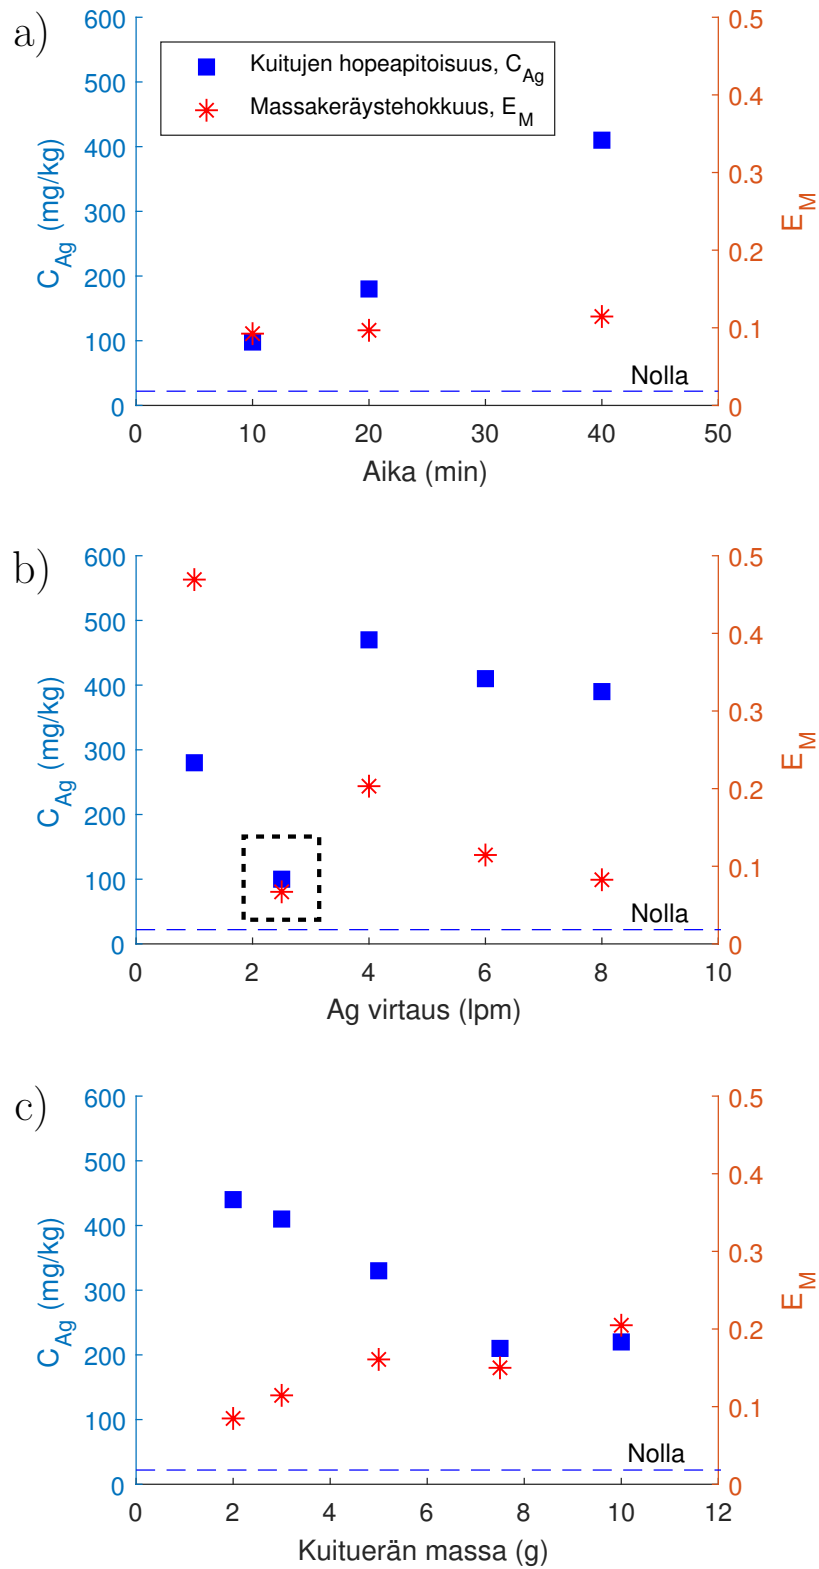 a)
600
500
400
300
200
100
0
C_Ag (mg/kg)
Kuitujen hopeapitoisuus, C_Ag
Massakeräystehokkuus, E_M
Nolla
0.5
0.4
0.3
0.2
0.1
0
E_M
0 10 20 30 40 50
Aika (min)
b)
600
500
400
300
200
100
0
C_Ag (mg/kg)
Nolla
0.5
0.4
0.3
0.2
0.1
0
E_M
0 2 4 6 8 10
Ag virtaus (lpm)
c)
600
500
400
300
200
100
0
C_Ag (mg/kg)
Nolla
0.5
0.4
0.3
0.2
0.1
0
E_M
0 2 4 6 8 10 12
Kuituerän massa (g)